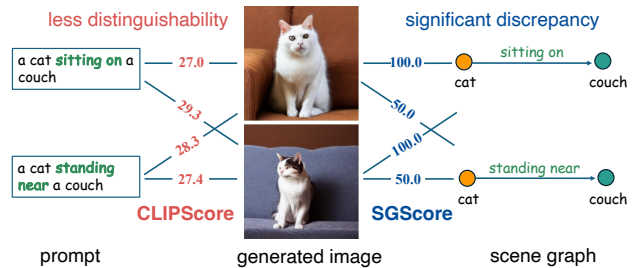 less distinguishability
significant discrepancy
a cat sitting on a
couch
27.0
29.3
28.3
27.4
a cat standing
near a couch
CLIPScore
100.0
50.0
100.0
50.0
SGScore
sitting on
cat
couch
standing near
cat
couch
prompt
generated image
scene graph